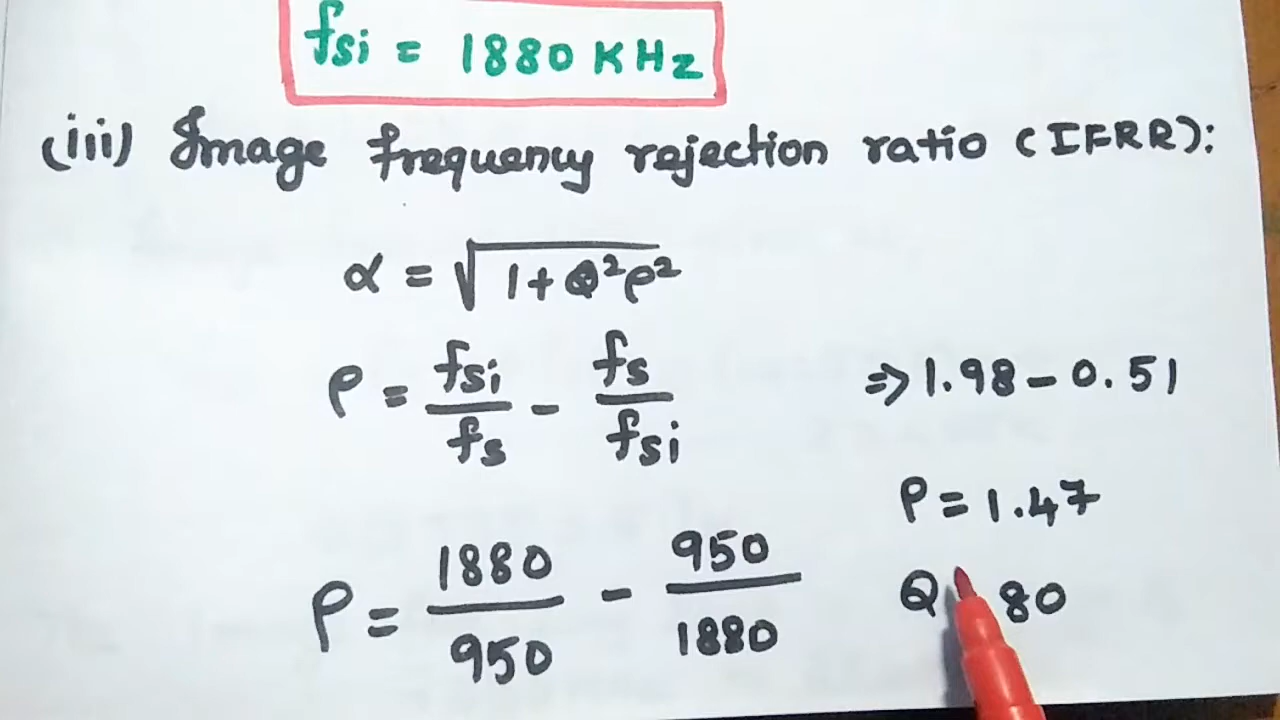 fsi = 1880 KHz
(iii) Image frequency rejection ratio (IFRR):
α = √1+Q²ρ²
ρ = fsi/fs - fs/fsi
ρ = 1880/950 - 950/1880
⇒ 1.98 - 0.51
ρ = 1.47
Q 80